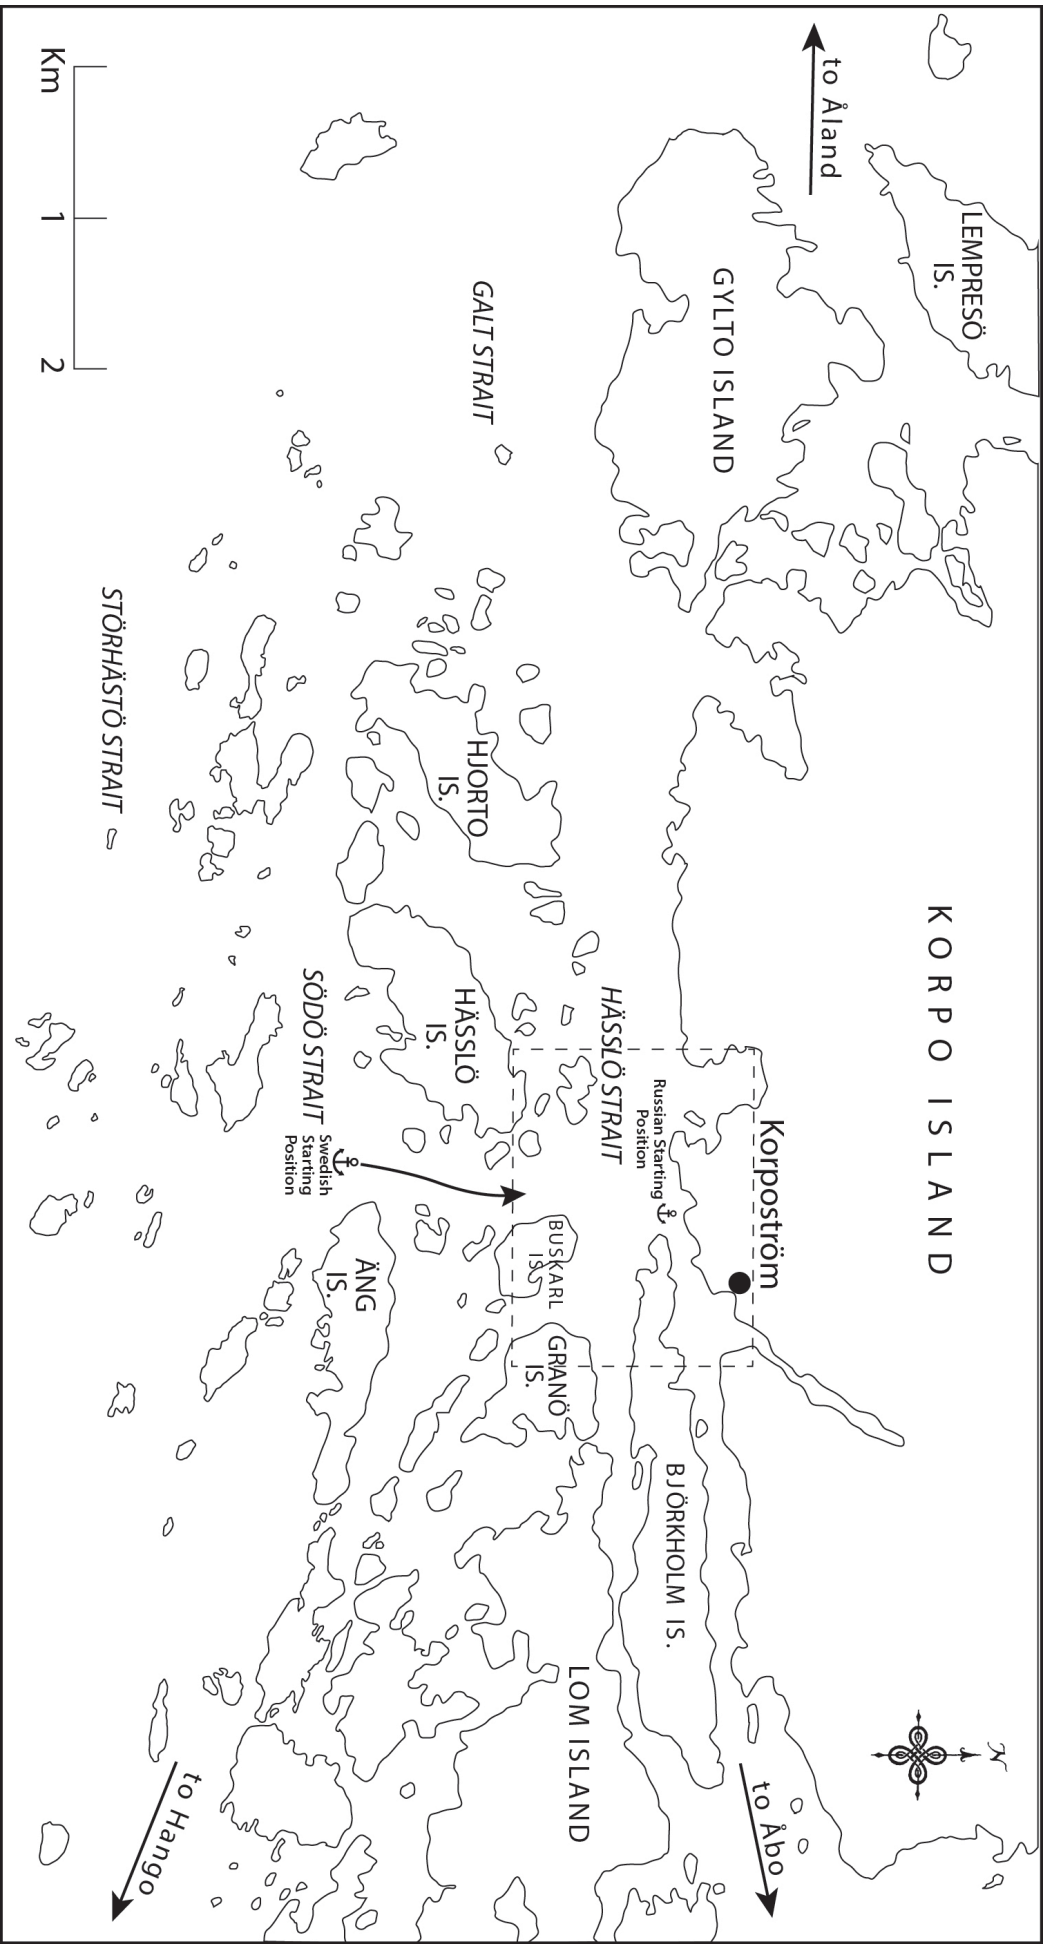 to Åland
LEMPRESÖ
IS.
GYLTO ISLAND
GALT STRAIT
Km
1
2
STÖRHÄSTÖ STRAIT
HJORTO
IS.
KORPO ISLAND
HÄSSLÖ
IS.
HÄSSLÖ STRAIT
SÖDÖ STRAIT
Russian Starting
Position
Korpoström
Swedish
Starting
Position
BUSKARL
IS.
ÄNG
IS.
GRANÖ
IS.
BJÖRKHOLM IS.
LOM ISLAND
N
to Åbo
to Hango